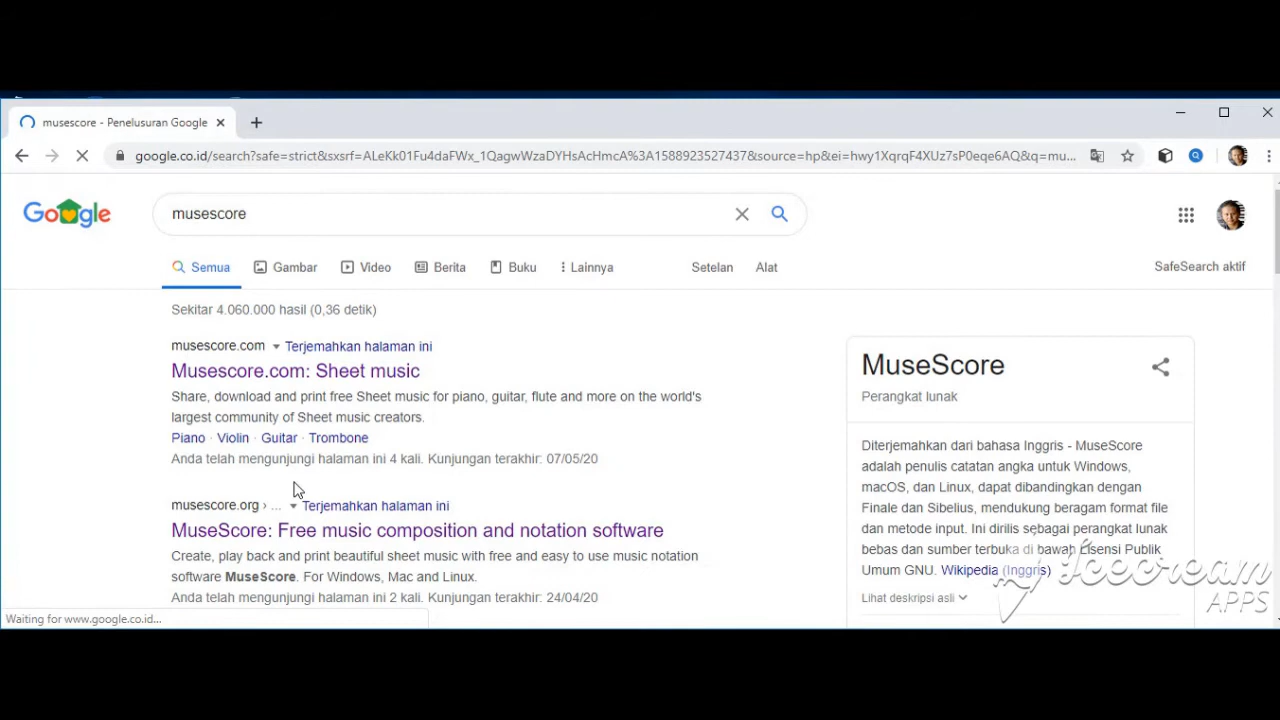 musescore - Penelusuran Google
google.co.id/search?safe=strict&sxsrf=ALeKk01Fu4daFWx_1QagwWzaDYHsAcHmcA%3A1588923527437&source=hp&ei=hwy1XqrqF4XUz7sP0eqe6AQ&q=mu...
Google
musescore
Semua Gambar Video Berita Buku Lainnya Setelan Alat SafeSearch aktif
Sekitar 4.060.000 hasil (0,36 detik)
musescore.com Terjemahkan halaman ini
Musescore.com: Sheet music
Share, download and print free Sheet music for piano, guitar, flute and more on the world's
largest community of Sheet music creators.
Piano · Violin · Guitar · Trombone
Anda telah mengunjungi halaman ini 4 kali. Kunjungan terakhir: 07/05/20
musescore.org › ... Terjemahkan halaman ini
MuseScore: Free music composition and notation software
Create, play back and print beautiful sheet music with free and easy to use music notation
software MuseScore. For Windows, Mac and Linux.
Anda telah mengunjungi halaman ini 2 kali. Kunjungan terakhir: 24/04/20
MuseScore
Perangkat lunak
Diterjemahkan dari bahasa Inggris - MuseScore
adalah penulis catatan angka untuk Windows,
macOS, dan Linux, dapat dibandingkan dengan
Finale dan Sibelius, mendukung beragam format file
dan metode input. Ini dirilis sebagai perangkat lunak
bebas dan sumber terbuka di bawah Lisensi Publik
Umum GNU. Wikipedia (Inggris)
Lihat deskripsi asli
Icecream
APPS
Waiting for www.google.co.id...